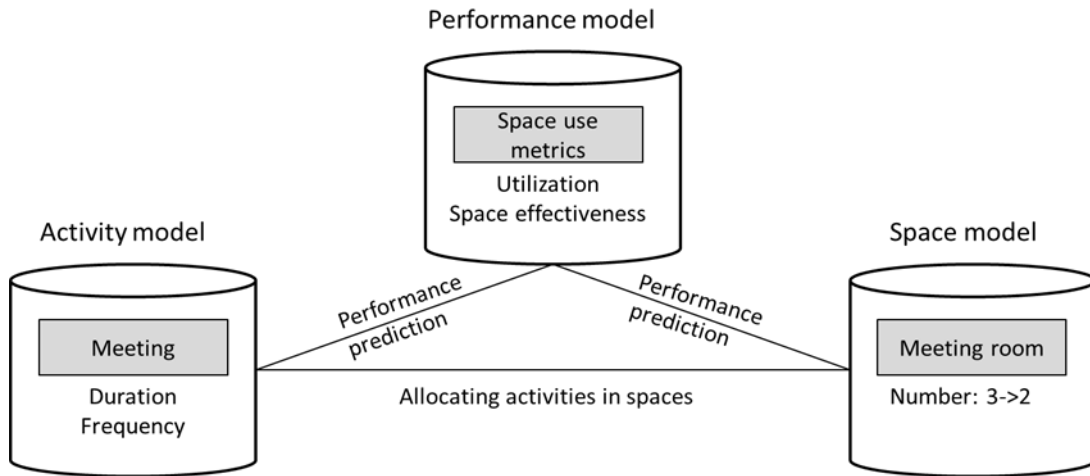 Performance model
Space use
metrics
Utilization
Space effectiveness
Activity model
Meeting
Duration
Frequency
Performance
prediction
Performance
prediction
Allocating activities in spaces
Space model
Meeting room
Number: 3->2